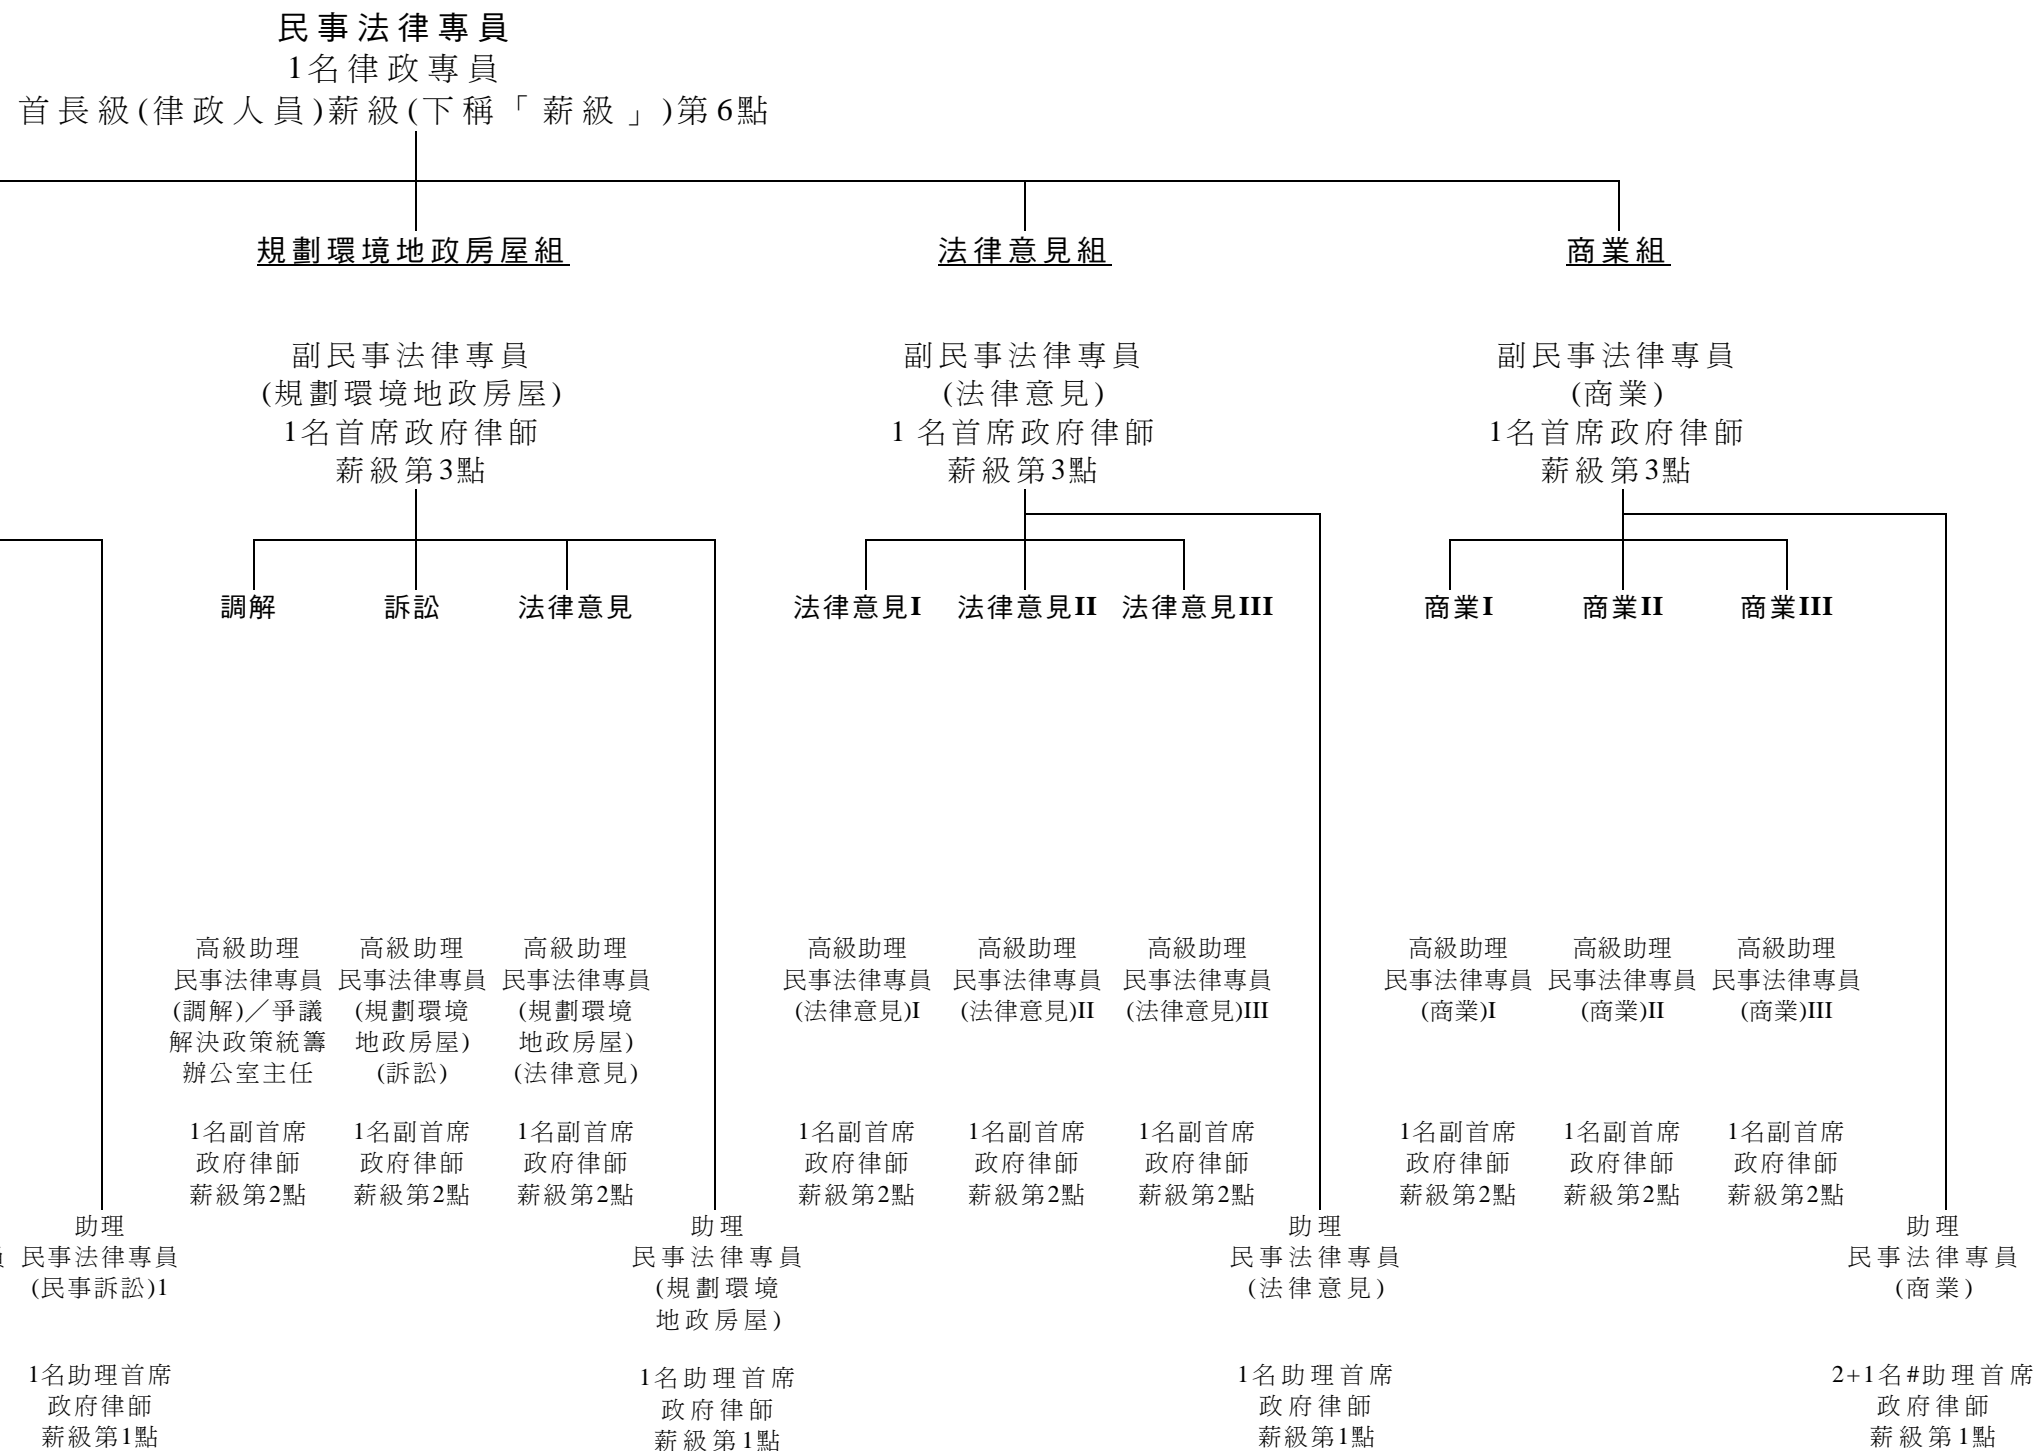 民事法律專員
1名律政專員
首長級(律政人員)薪級(下稱「薪級」)第6點
規劃環境地政房屋組
法律意見組
商業組
副民事法律專員
(規劃環境地政房屋)
1名首席政府律師
薪級第3點
副民事法律專員
(法律意見)
1 名首席政府律師
薪級第3點
副民事法律專員
(商業)
1名首席政府律師
薪級第3點
調解
訴訟
法律意見
法律意見I
法律意見II
法律意見III
商業I
商業II
商業III
高級助理
民事法律專員
(調解)／爭議
解決政策統籌
辦公室主任
1名副首席
政府律師
薪級第2點
高級助理
民事法律專員
(規劃環境
地政房屋)
(訴訟)
1名副首席
政府律師
薪級第2點
高級助理
民事法律專員
(規劃環境
地政房屋)
(法律意見)
1名副首席
政府律師
薪級第2點
高級助理
民事法律專員
(法律意見)I
1名副首席
政府律師
薪級第2點
高級助理
民事法律專員
(法律意見)II
1名副首席
政府律師
薪級第2點
高級助理
民事法律專員
(法律意見)III
1名副首席
政府律師
薪級第2點
高級助理
民事法律專員
(商業)I
1名副首席
政府律師
薪級第2點
高級助理
民事法律專員
(商業)II
1名副首席
政府律師
薪級第2點
高級助理
民事法律專員
(商業)III
1名副首席
政府律師
薪級第2點
助理
民事法律專員
(民事訴訟)1
1名助理首席
政府律師
薪級第1點
助理
民事法律專員
(規劃環境
地政房屋)
1名助理首席
政府律師
薪級第1點
助理
民事法律專員
(法律意見)
1名助理首席
政府律師
薪級第1點
助理
民事法律專員
(商業)
2+1名#助理首席
政府律師
薪級第1點